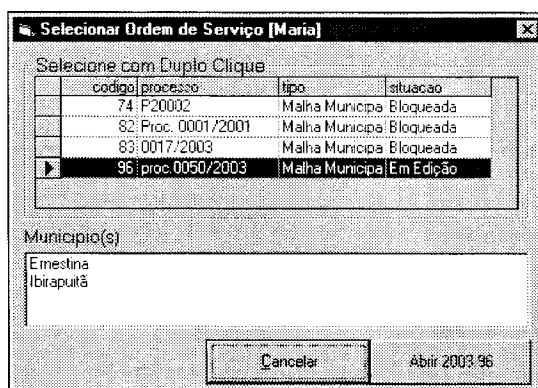 Selecionar Ordem de Serviço [Maria]
Selecione com Duplo Clique
codigo processo tipo situacao
74 P20002 Malha Municipa Bloqueada
82 Proc. 0001/2001 Malha Municipa Bloqueada
83 0017/2003 Malha Municipa Bloqueada
96 proc.0050/2003 Malha Municipa Em Edição
Municipio(s)
Ernestina
Ibirapuitã
Cancelar Abrir 2003 96